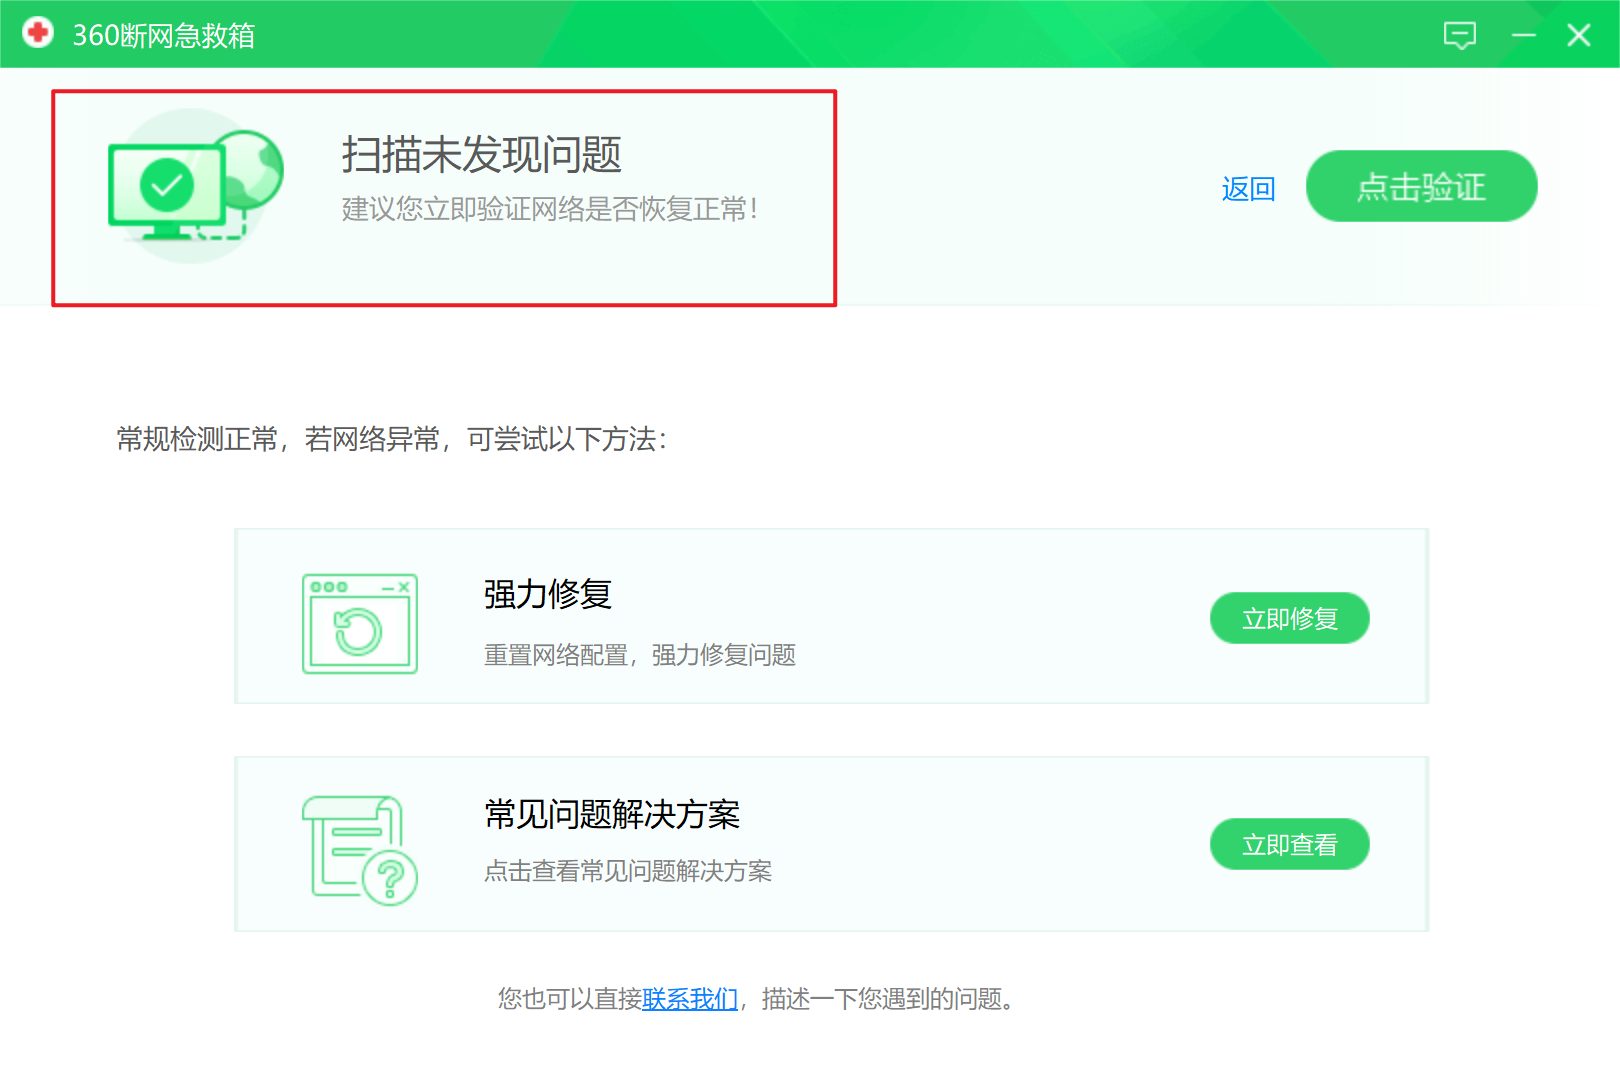 360断网急救箱
扫描未发现问题
建议您立即验证网络是否恢复正常！
返回
点击验证
常规检测正常，若网络异常，可尝试以下方法：
强力修复
重置网络配置，强力修复问题
立即修复
常见问题解决方案
点击查看常见问题解决方案
立即查看
您也可以直接联系我们，描述一下您遇到的问题。